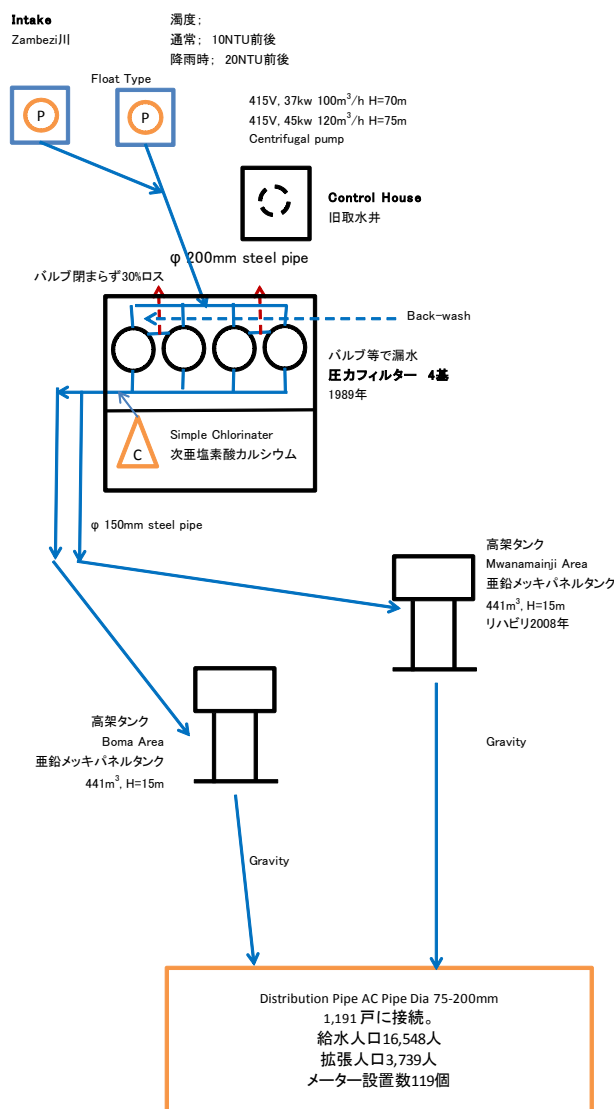 Intake
Zambezi川
濁度;
通常; 10NTU前後
降雨時; 20NTU前後
Float Type
P
P
415V, 37kw 100m³/h H=70m
415V, 45kw 120m³/h H=75m
Centrifugal pump
Control House
旧取水井
φ 200mm steel pipe
バルブ閉まらず30%ロス
Back-wash
バルブ等で漏水
圧力フィルター 4基
1989年
Simple Chlorinater
次亜塩素酸カルシウム
C
φ 150mm steel pipe
高架タンク
Mwanamainji Area
亜鉛メッキパネルタンク
441m³, H=15m
リハビリ2008年
高架タンク
Boma Area
亜鉛メッキパネルタンク
441m³, H=15m
Gravity
Gravity
Distribution Pipe AC Pipe Dia 75-200mm
1,191 戸に接続。
給水人口16,548人
拡張人口3,739人
メーター設置数119個